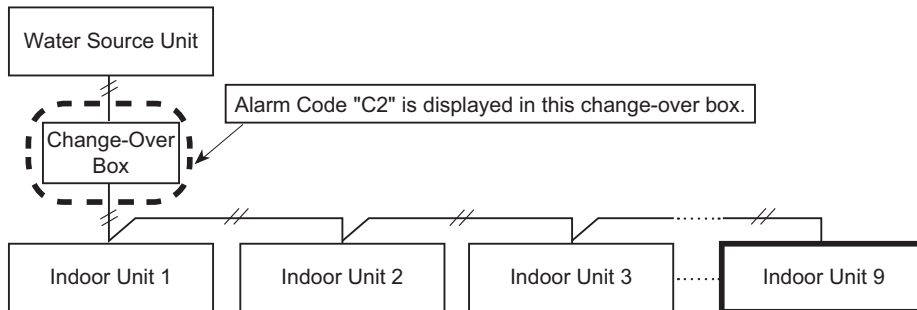 Water Source Unit
Alarm Code "C2" is displayed in this change-over box.
Change-Over
Box
Indoor Unit 1
Indoor Unit 2
Indoor Unit 3
Indoor Unit 9